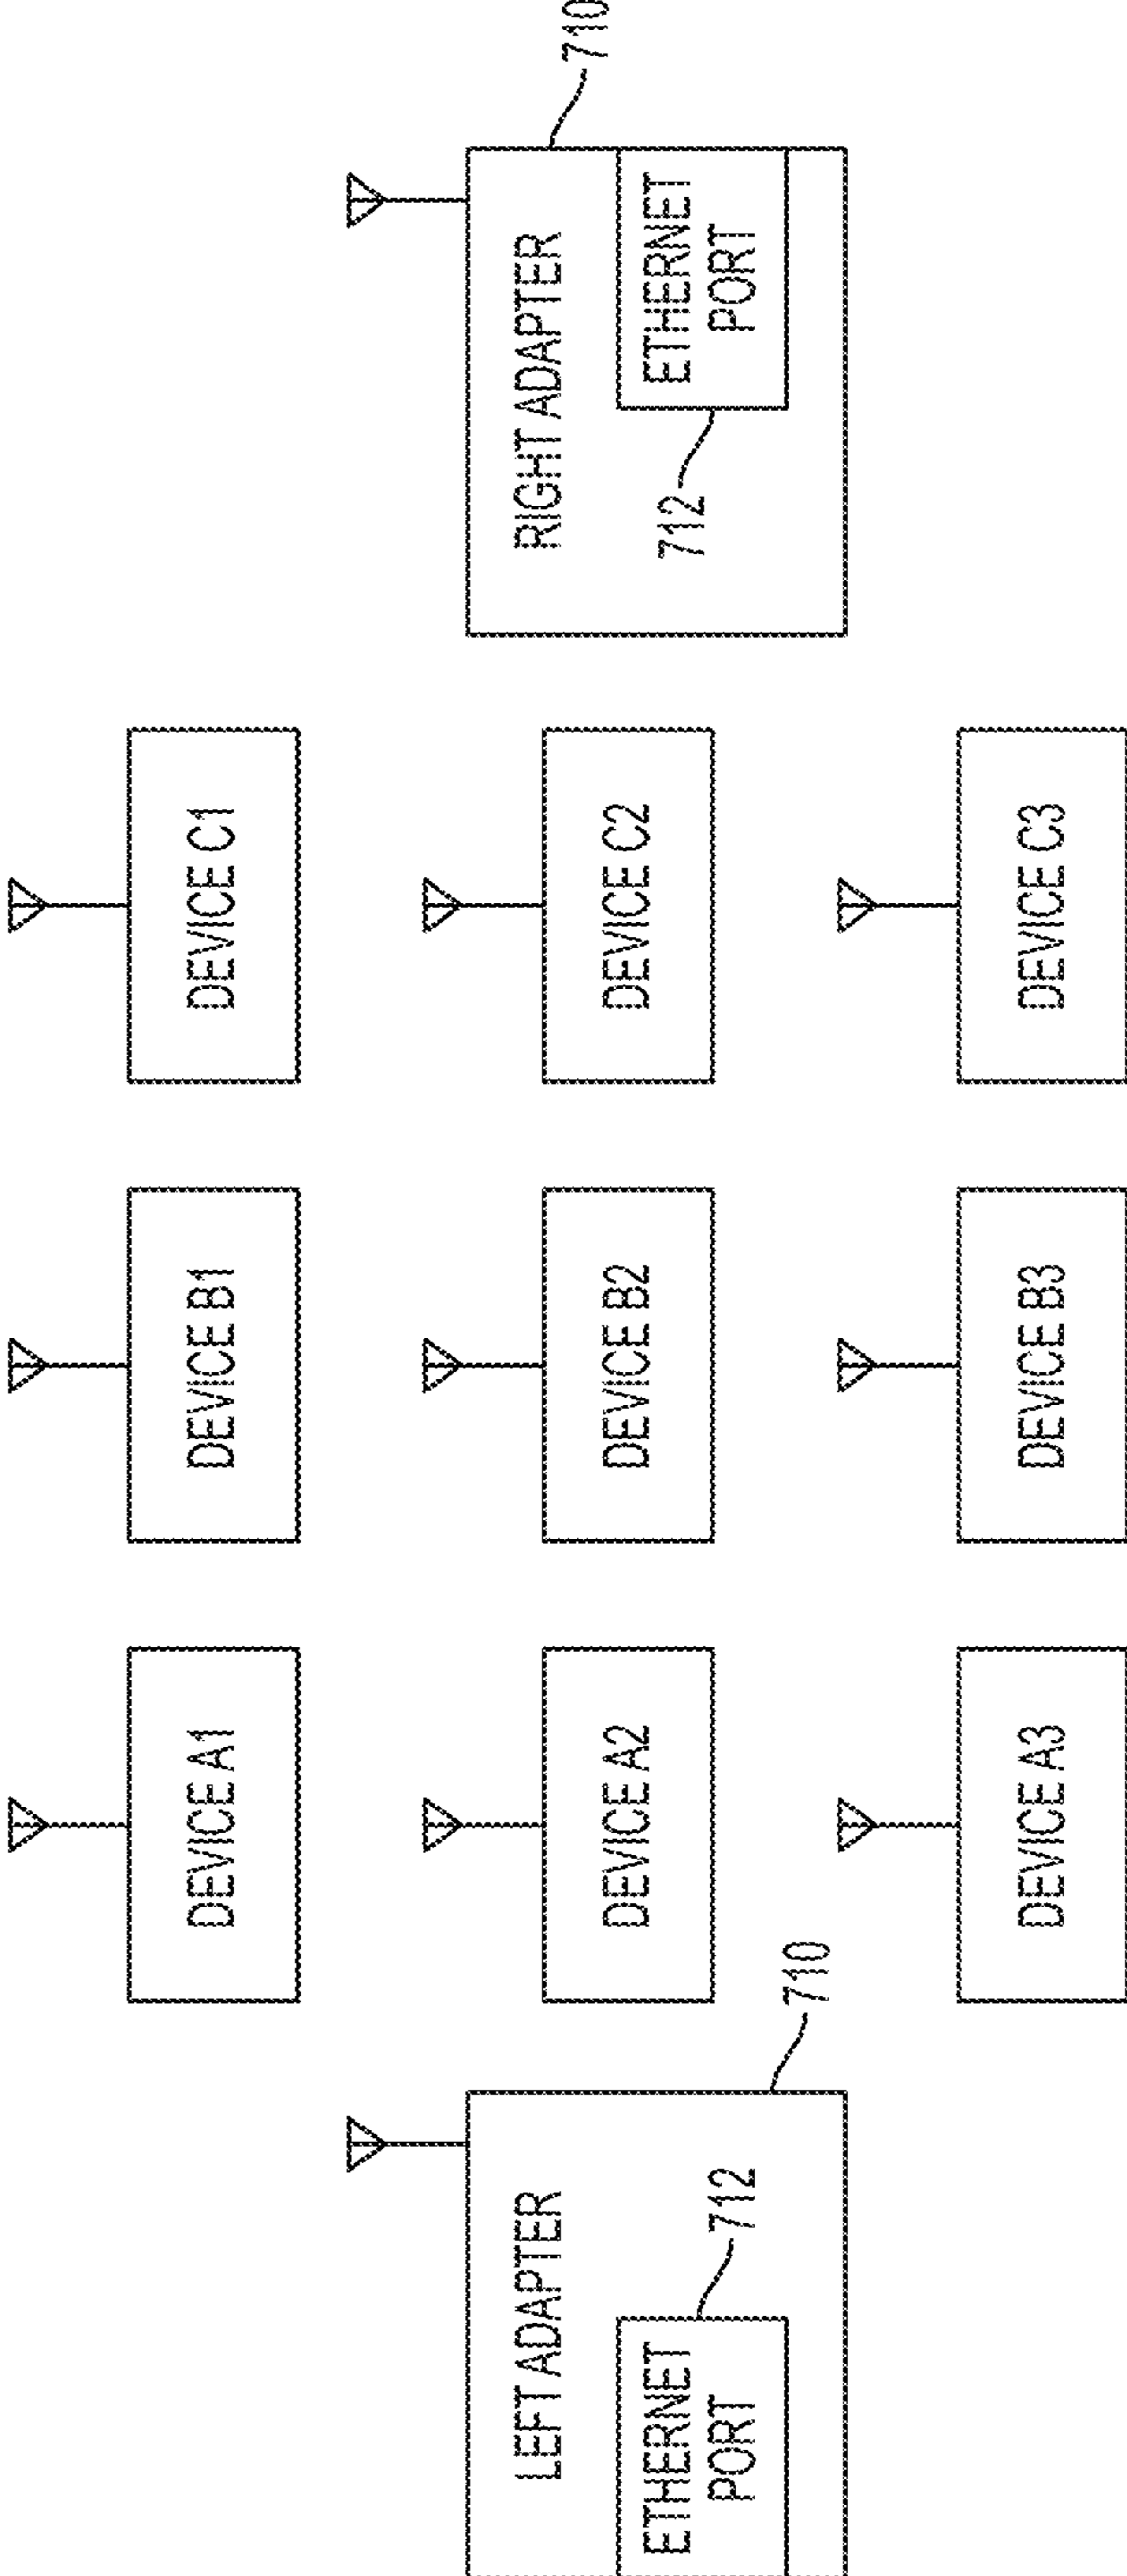 DEVICE A1
DEVICE B1
DEVICE C1
LEFT ADAPTER
ETHERNET
PORT
712
710
DEVICE A2
DEVICE B2
DEVICE C2
RIGHT ADAPTER
712
ETHERNET
PORT
710
DEVICE A3
DEVICE B3
DEVICE C3